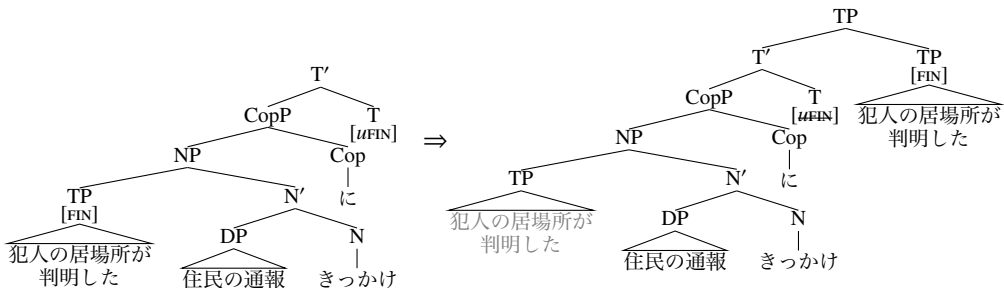 T′
CopP
T
[uFIN]
NP
Cop
に
TP
[FIN]
N′
犯人の居場所が
判明した
DP
住民の通報
N
きっかけ
⇒
TP
T′
TP
[FIN]
犯人の居場所が
判明した
CopP
T
[uFIN]
NP
Cop
に
TP
犯人の居場所が
判明した
N′
DP
住民の通報
N
きっかけ